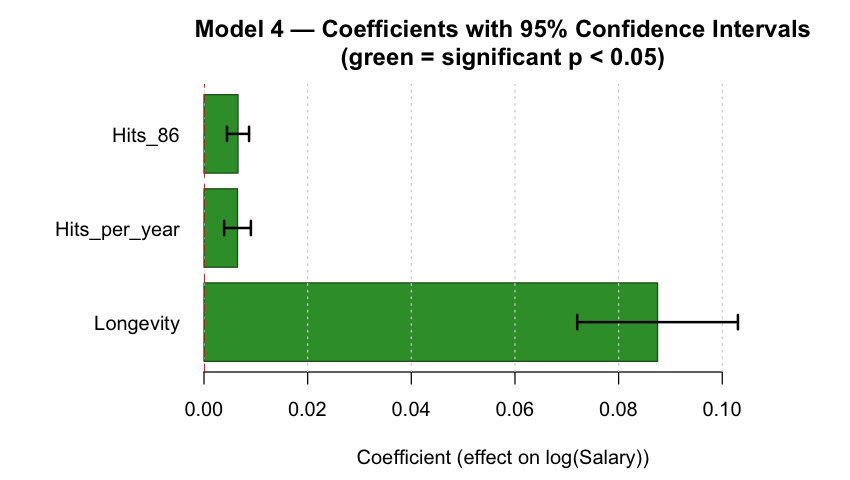 Model 4 — Coefficients with 95% Confidence Intervals
(green = significant p < 0.05)
Hits_86
Hits_per_year
Longevity
0.00 0.02 0.04 0.06 0.08 0.10
Coefficient (effect on log(Salary))